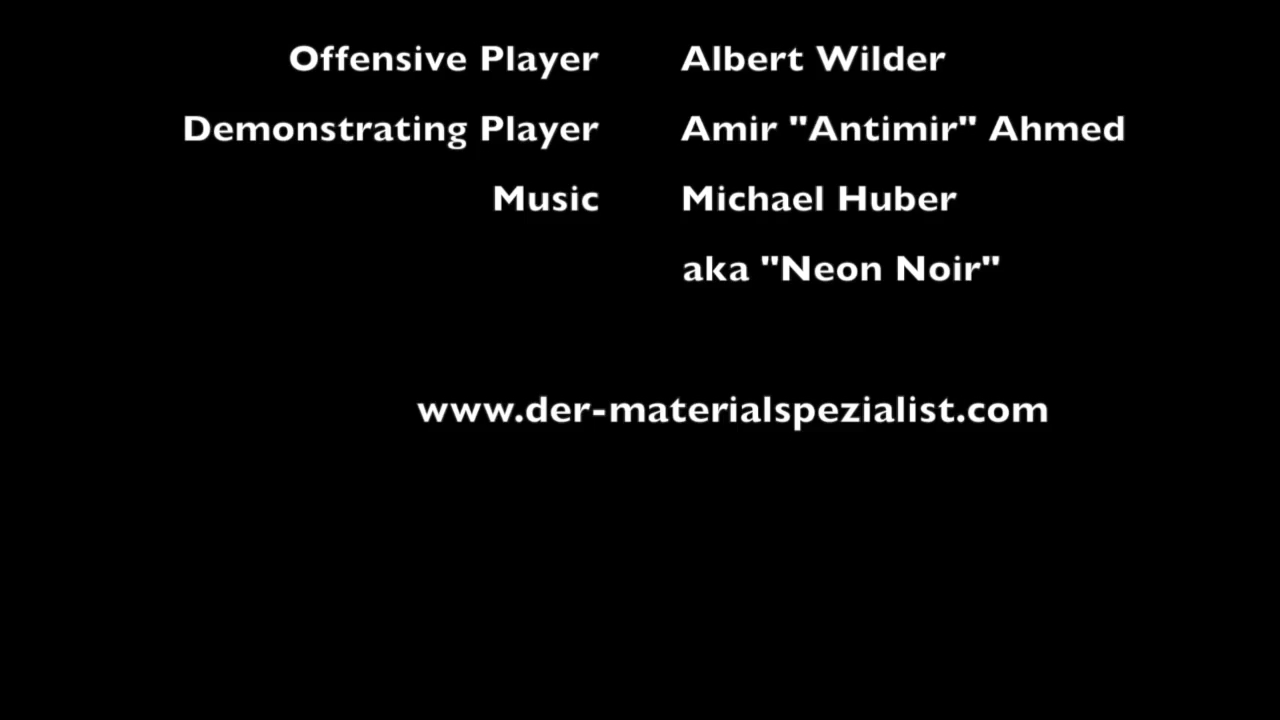 Offensive Player Albert Wilder
Demonstrating Player Amir "Antimir" Ahmed
Music Michael Huber
aka "Neon Noir"
www.der-materialspezialist.com